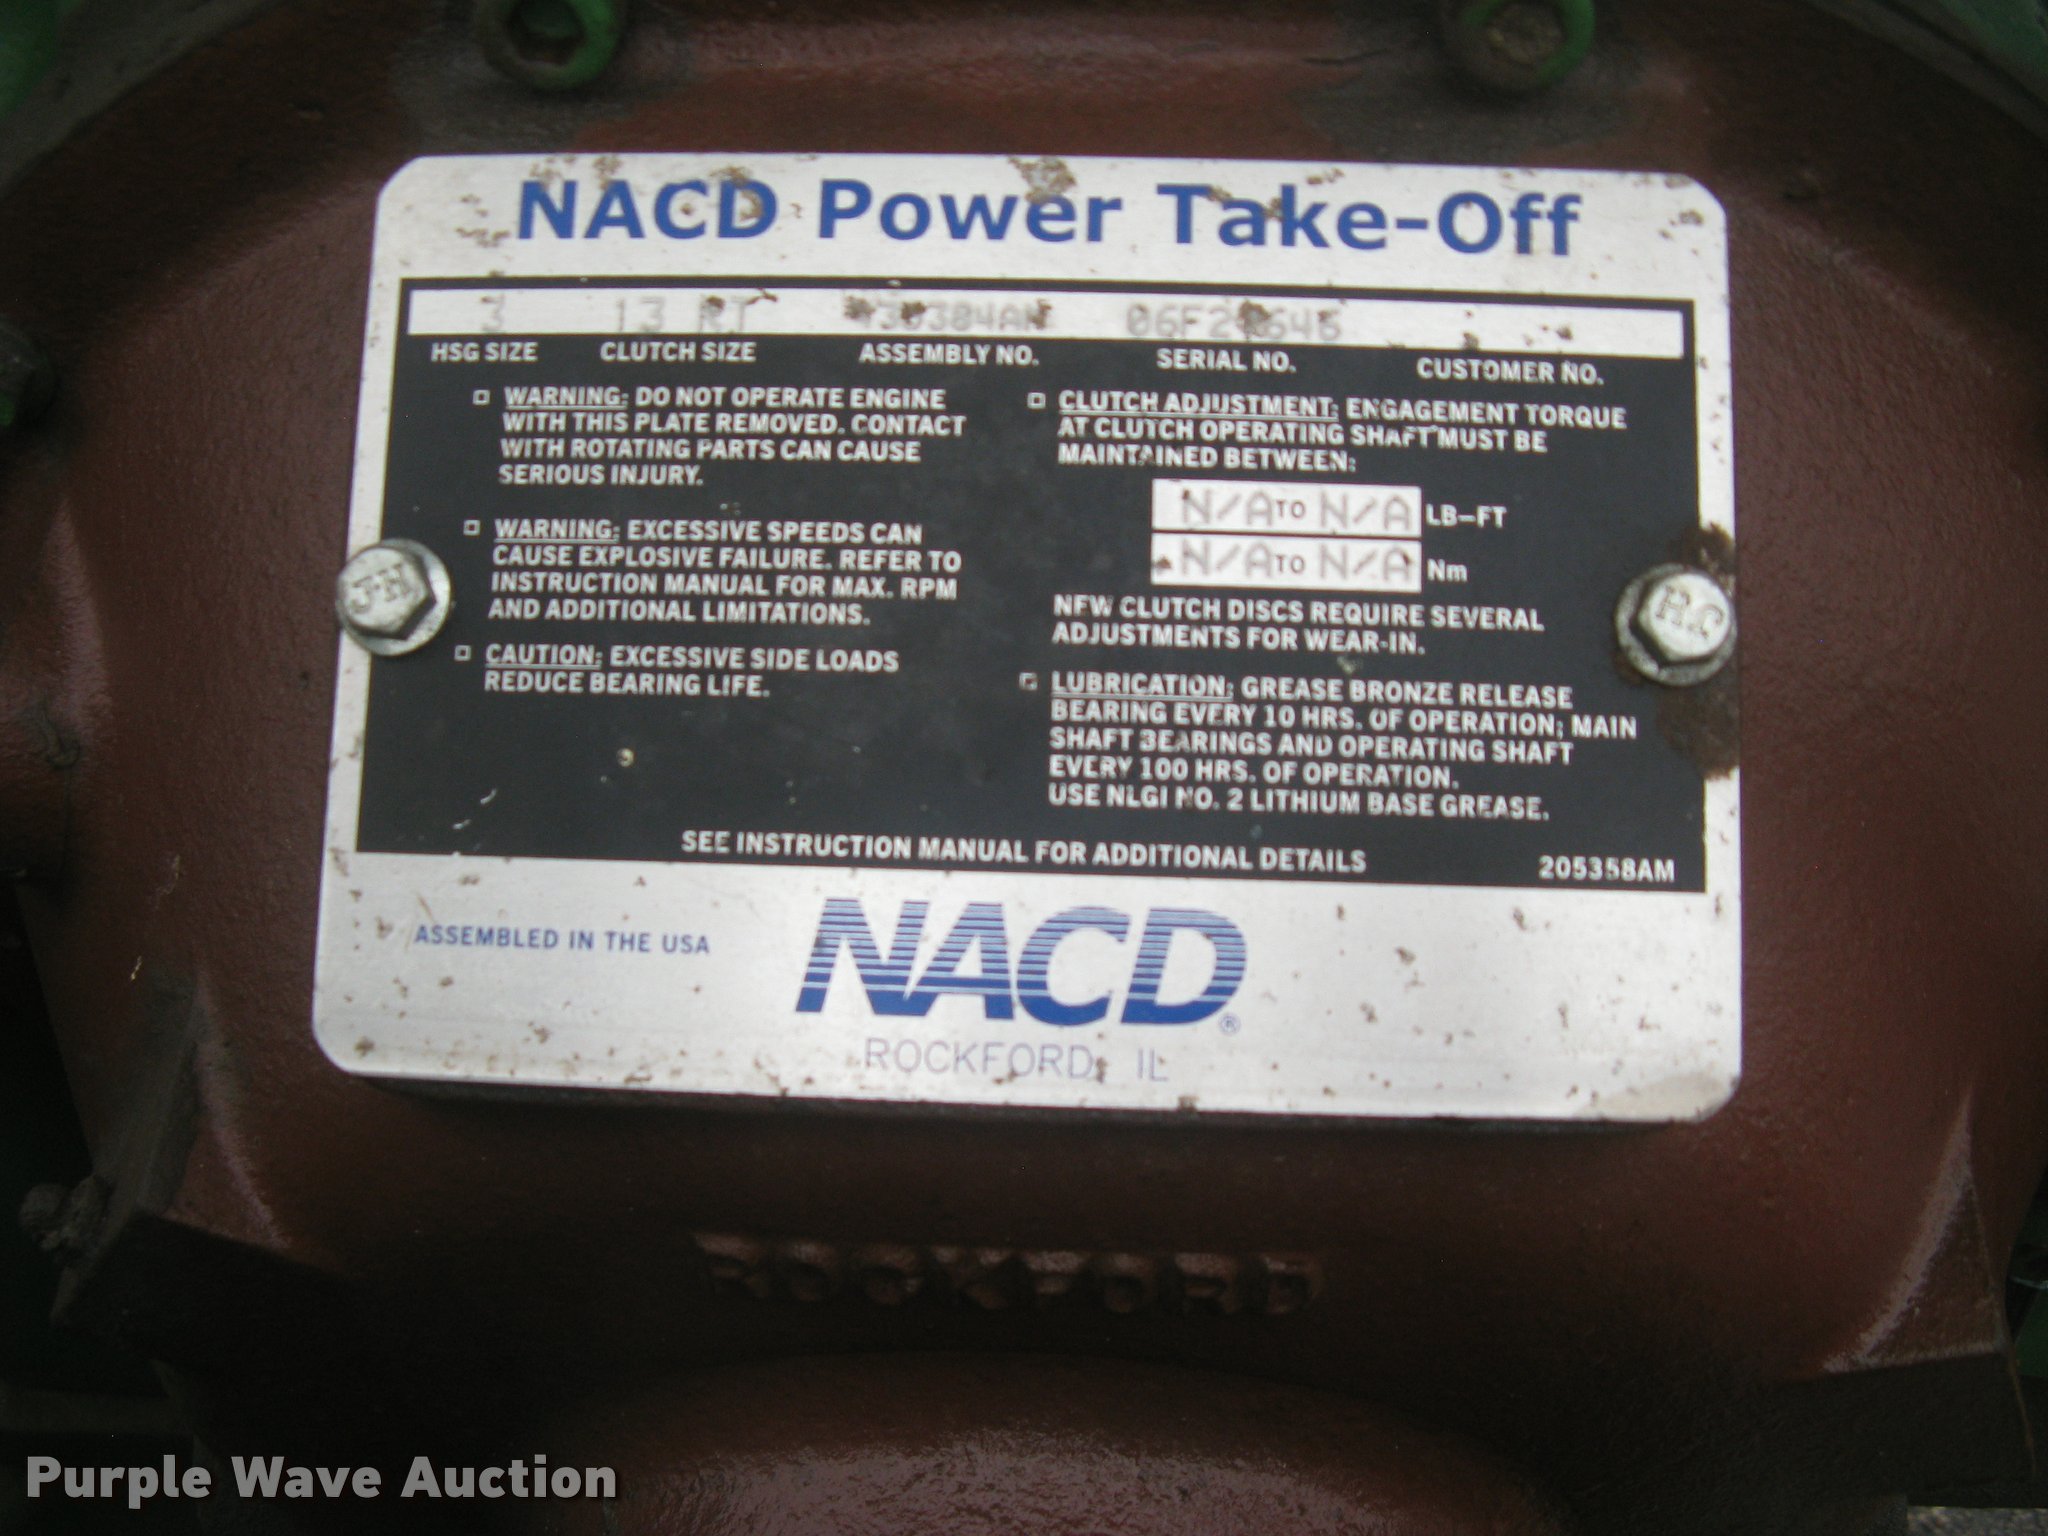 NACD Power Take-Off
3 13 RT
HSG SIZE CLUTCH SIZE ASSEMBLY NO. SERIAL NO. CUSTOMER NO.
WARNING: DO NOT OPERATE ENGINE
WITH THIS PLATE REMOVED. CONTACT
WITH ROTATING PARTS CAN CAUSE
SERIOUS INJURY.
WARNING: EXCESSIVE SPEEDS CAN
CAUSE EXPLOSIVE FAILURE. REFER TO
INSTRUCTION MANUAL FOR MAX. RPM
AND ADDITIONAL LIMITATIONS.
CAUTION: EXCESSIVE SIDE LOADS
REDUCE BEARING LIFE.
CLUTCH ADJUSTMENT: ENGAGEMENT TORQUE
AT CLUTCH OPERATING SHAFT MUST BE
MAINTAINED BETWEEN:
N/A TO N/A LB-FT
N/A TO N/A Nm
NEW CLUTCH DISCS REQUIRE SEVERAL
ADJUSTMENTS FOR WEAR-IN.
LUBRICATION: GREASE BRONZE RELEASE
BEARING EVERY 10 HRS. OF OPERATION; MAIN
SHAFT BEARINGS AND OPERATING SHAFT
EVERY 100 HRS. OF OPERATION.
USE NLGI NO. 2 LITHIUM BASE GREASE.
SEE INSTRUCTION MANUAL FOR ADDITIONAL DETAILS 205358AM
ASSEMBLED IN THE USA
NACD®
ROCKFORD, IL
ROCKFORD
Purple Wave Auction